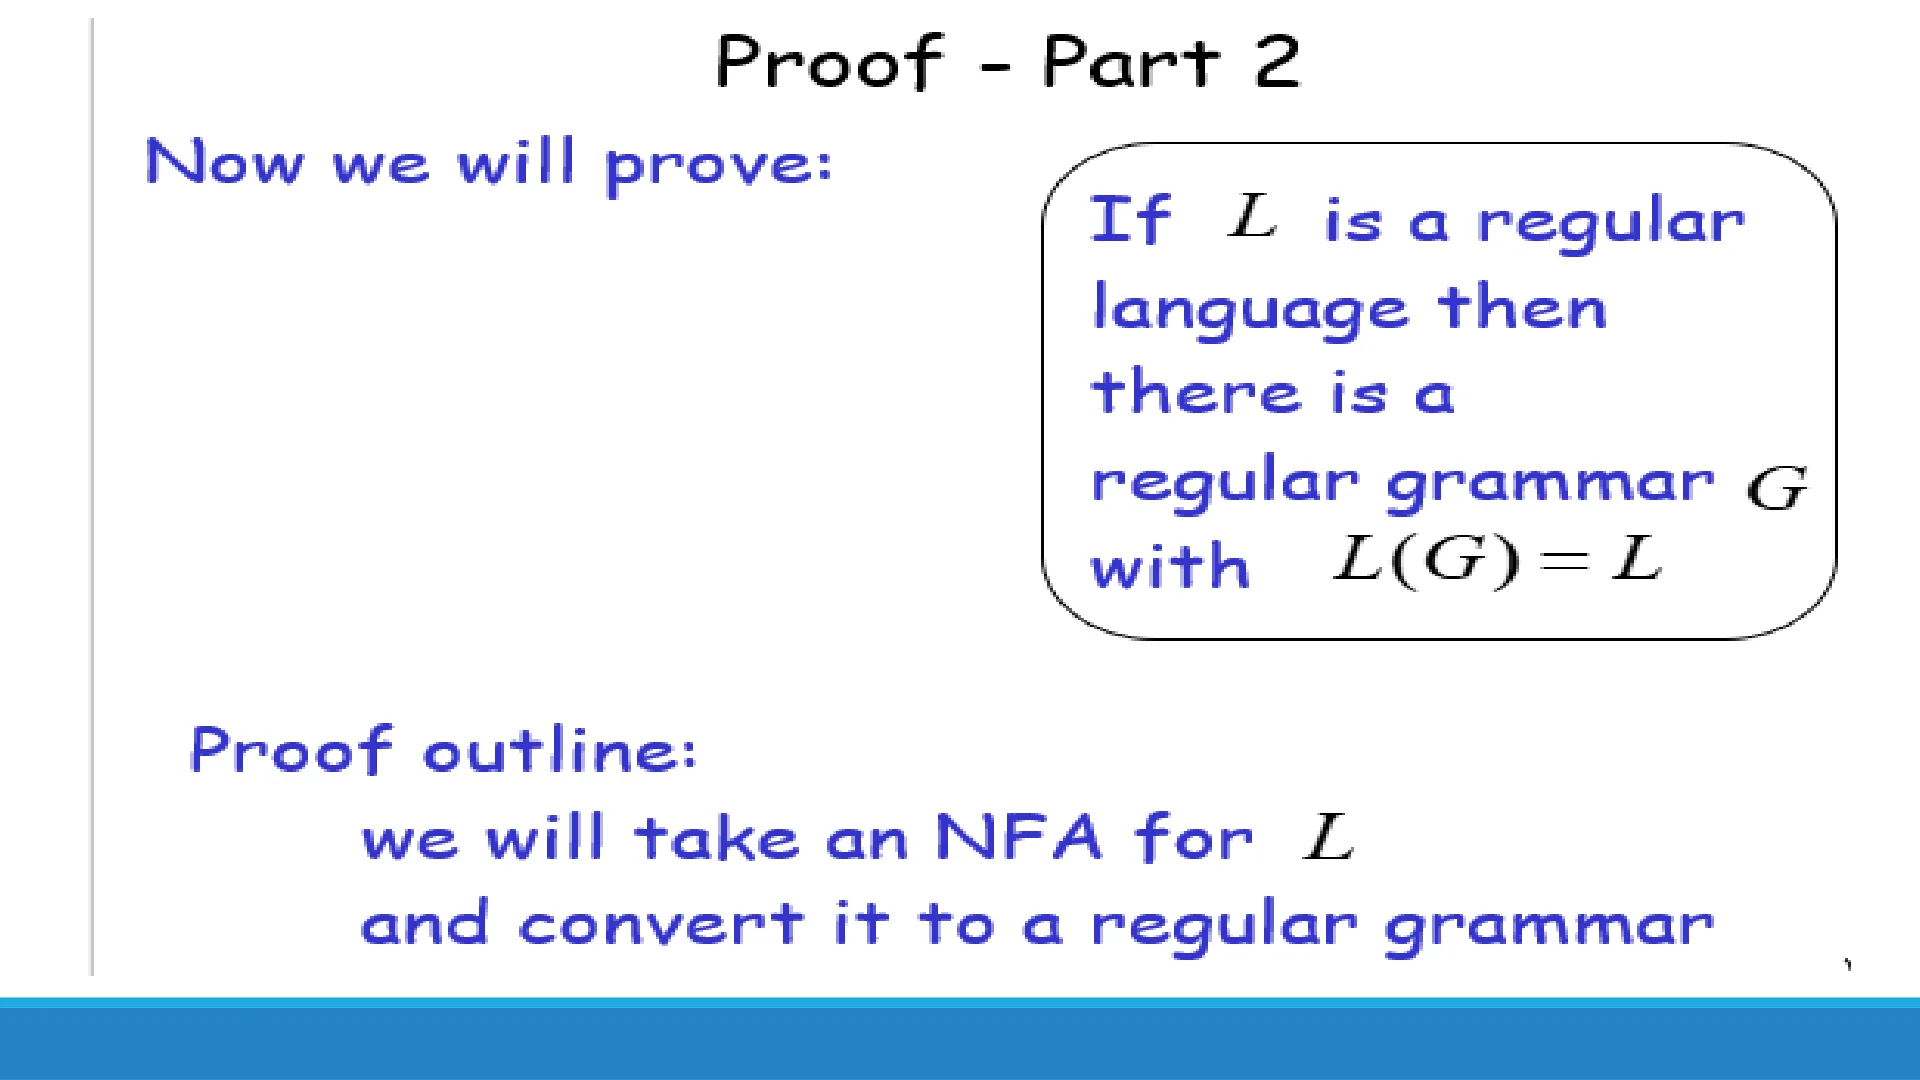 Proof - Part 2
Now we will prove:
If L is a regular
language then
there is a
regular grammar G
with L(G) = L
Proof outline:
we will take an NFA for L
and convert it to a regular grammar